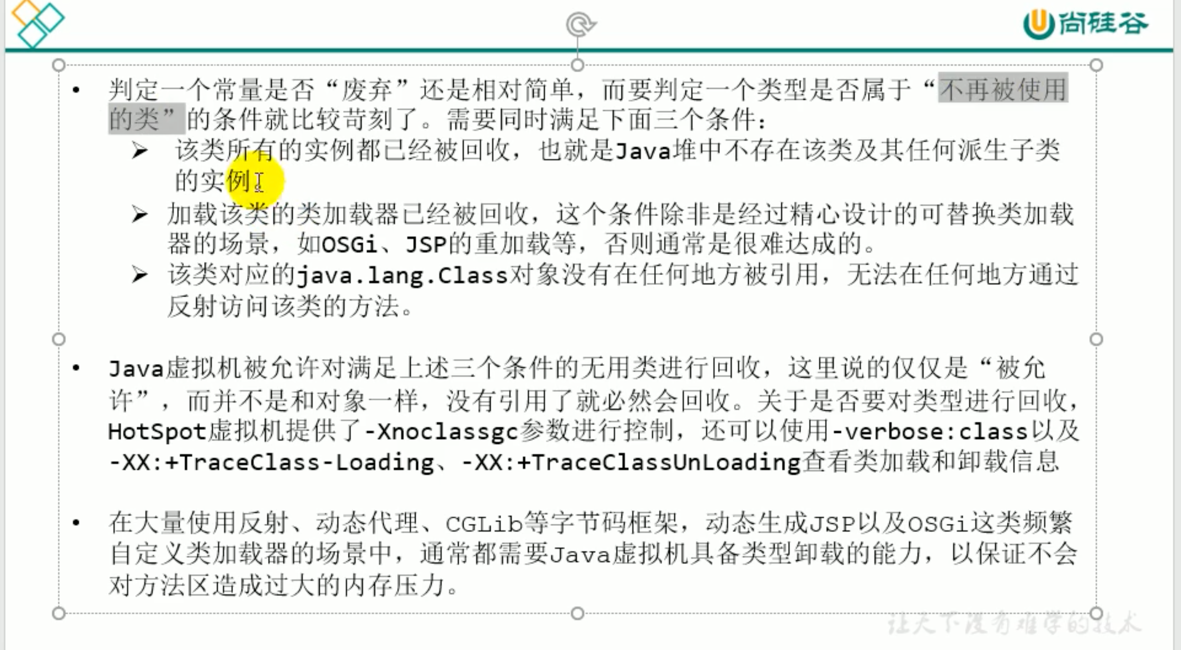 尚硅谷
• 判定一个常量是否“废弃”还是相对简单，而要判定一个类型是否属于“不再被使用
的类”的条件就比较苛刻了。需要同时满足下面三个条件：
➢ 该类所有的实例都已经被回收，也就是Java堆中不存在该类及其任何派生子类
的实例
➢ 加载该类的类加载器已经被回收，这个条件除非是经过精心设计的可替换类加载
器的场景，如OSGi、JSP的重加载等，否则通常是很难达成的。
➢ 该类对应的java.lang.Class对象没有在任何地方被引用，无法在任何地方通过
反射访问该类的方法。
• Java虚拟机被允许对满足上述三个条件的无用类进行回收，这里说的仅仅是“被允
许”，而并不是和对象一样，没有引用了就必然会回收。关于是否要对类型进行回收，
HotSpot虚拟机提供了-Xnoclassgc参数进行控制，还可以使用-verbose:class以及
-XX:+TraceClass-Loading、-XX:+TraceClassUnLoading查看类加载和卸载信息
• 在大量使用反射、动态代理、CGLib等字节码框架，动态生成JSP以及OSGi这类频繁
自定义类加载器的场景中，通常都需要Java虚拟机具备类型卸载的能力，以保证不会
对方法区造成过大的内存压力。
让天下没有难学的技术